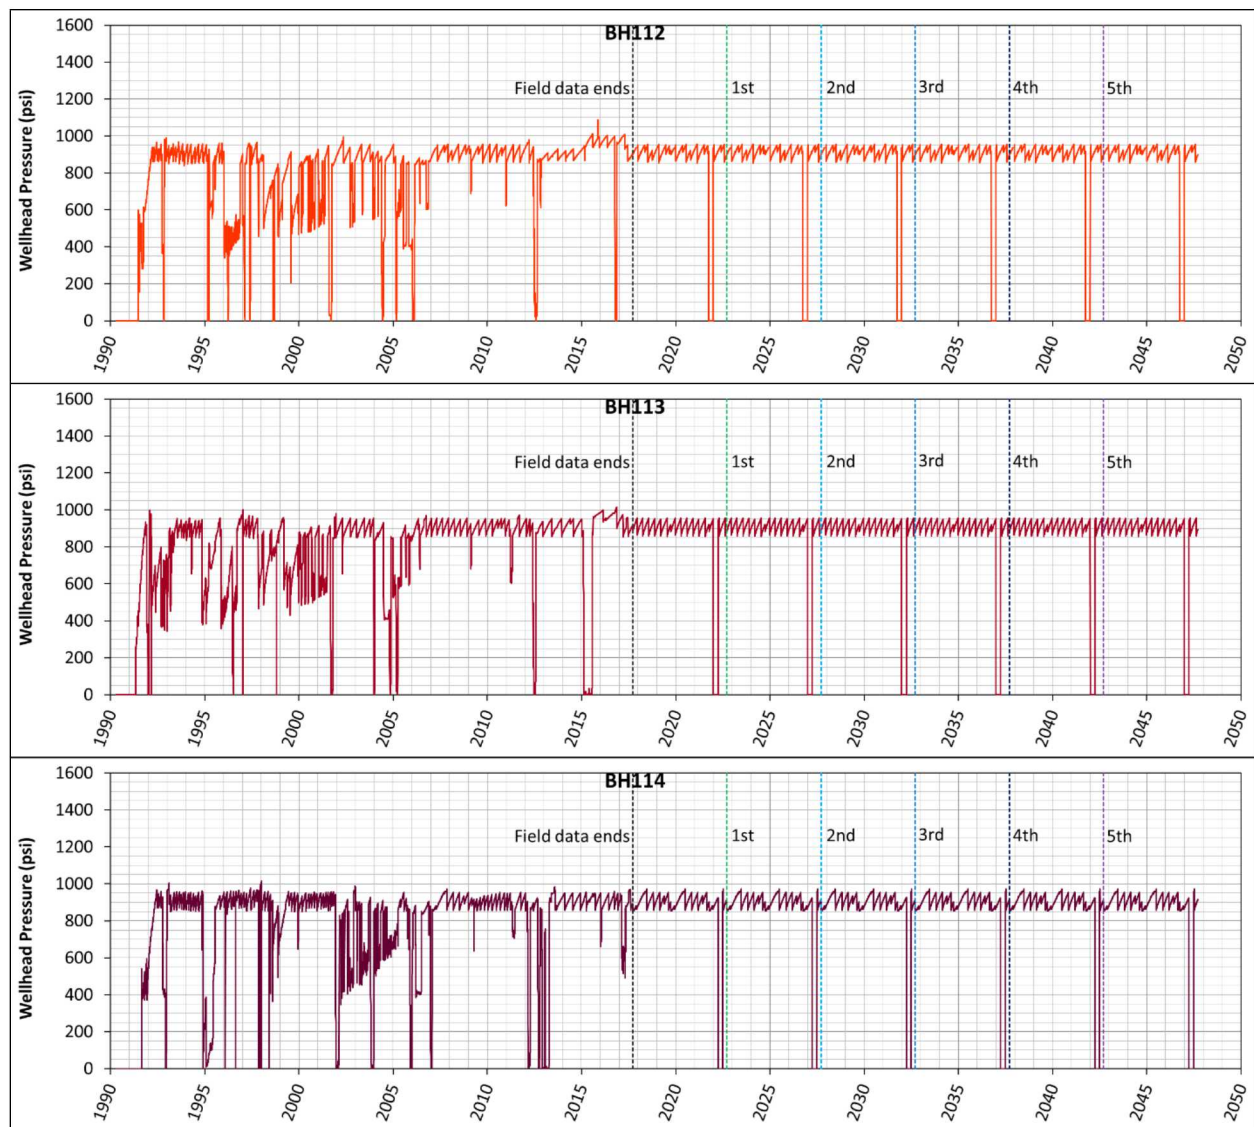 BH112
Wellhead Pressure (psi)
1600
1400
1200
1000
800
600
400
200
0
Field data ends
1st
2nd
3rd
4th
5th
1990
1995
2000
2005
2010
2015
2020
2025
2030
2035
2040
2045
2050
BH113
Wellhead Pressure (psi)
1600
1400
1200
1000
800
600
400
200
0
Field data ends
1st
2nd
3rd
4th
5th
1990
1995
2000
2005
2010
2015
2020
2025
2030
2035
2040
2045
2050
BH114
Wellhead Pressure (psi)
1600
1400
1200
1000
800
600
400
200
0
Field data ends
1st
2nd
3rd
4th
5th
1990
1995
2000
2005
2010
2015
2020
2025
2030
2035
2040
2045
2050